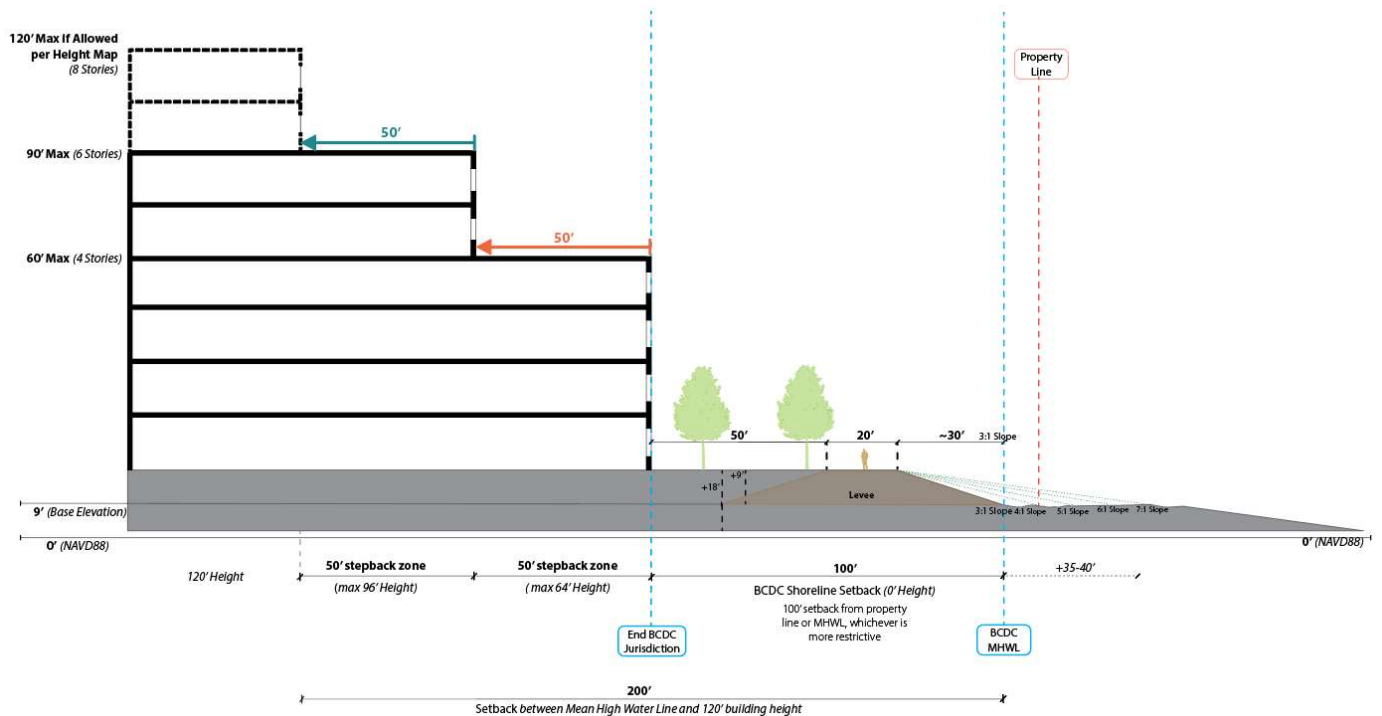 120' Max if Allowed
per Height Map
(8 Stories)
Property
Line
50'
90' Max (6 Stories)
50'
60' Max (4 Stories)
50'
20'
~30'
3:1 Slope
+9'
+18'
Levee
3:1 Slope
4:1 Slope
5:1 Slope
6:1 Slope
7:1 Slope
9' (Base Elevation)
0' (NAVD88)
0' (NAVD88)
120' Height
50' stepback zone
(max 96' Height)
50' stepback zone
( max 64' Height)
100'
BCDC Shoreline Setback (0' Height)
100' setback from property
line or MHWL, whichever is
more restrictive
+35-40'
End BCDC
Jurisdiction
BCDC
MHWL
200'
Setback between Mean High Water Line and 120' building height